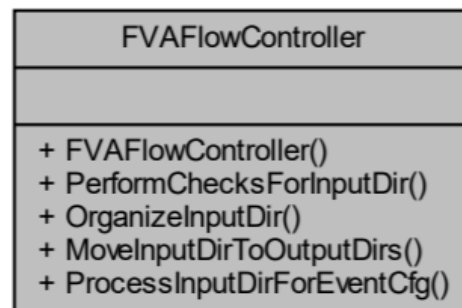 FVAFlowController
+ FVAFlowController()
+ PerformChecksForInputDir()
+ OrganizeInputDir()
+ MoveInputDirToOutputDirs()
+ ProcessInputDirForEventCfg()